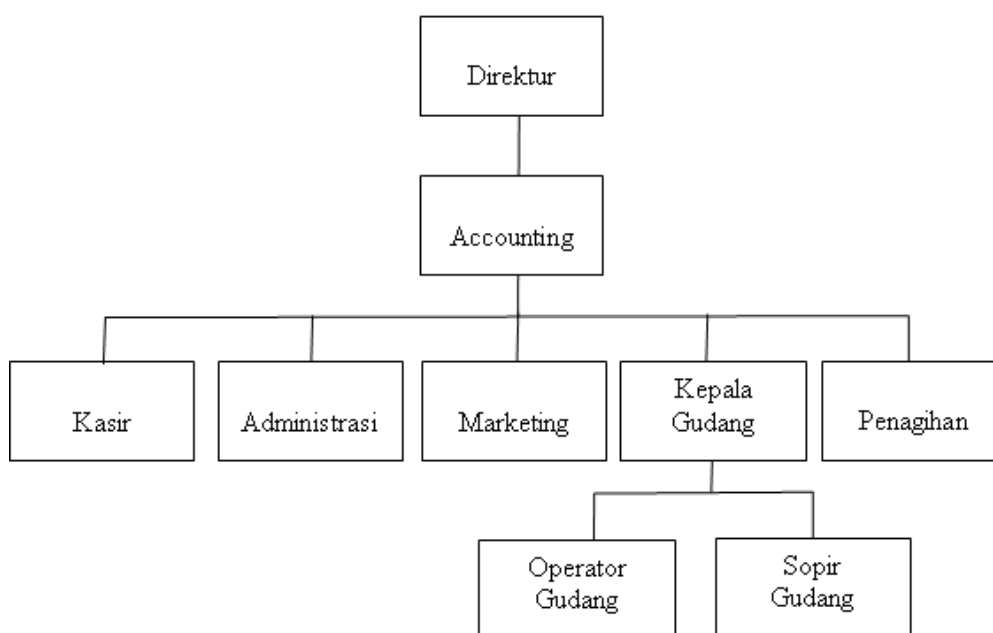 Direktur
Accounting
Kasir
Administrasi
Marketing
Kepala
Gudang
Penagihan
Operator
Gudang
Sopir
Gudang